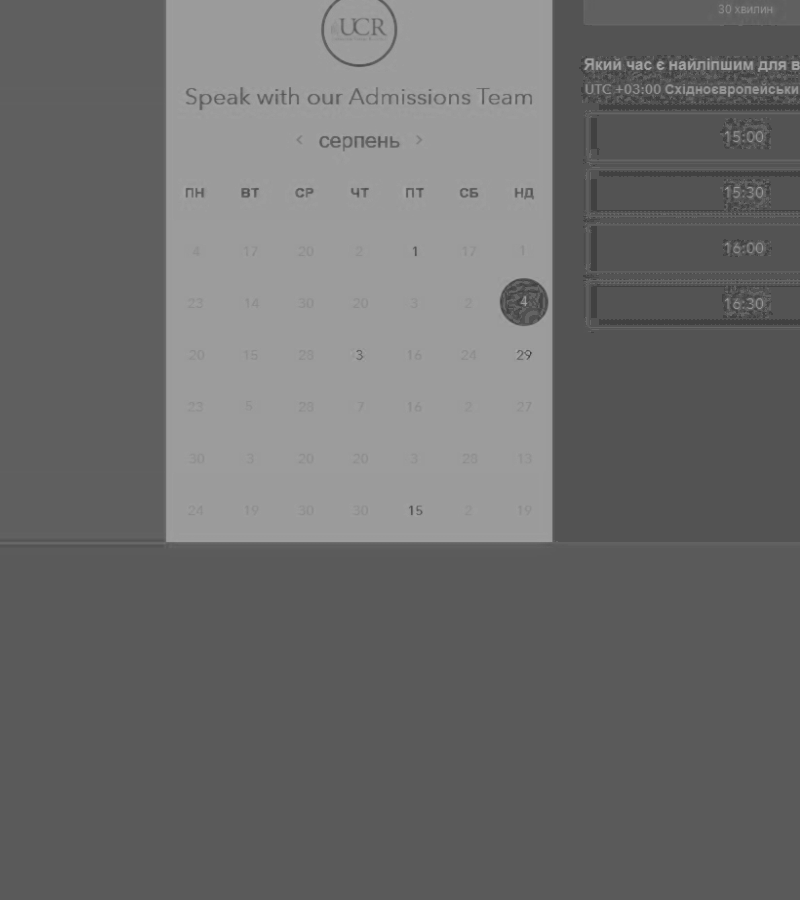 UCR
Speak with our Admissions Team
серпень
ПН ВТ СР ЧТ ПТ СБ НД
4 17 20 2 1 17 1
23 14 30 20 3 2 4
20 15 28 3 16 24 29
23 5 28 7 16 2 27
30 3 20 20 3 28 13
24 19 30 30 15 2 19
30 хвилин
Який час є найліпшим для в
UTC +03:00 Східноєвропейськи
15:00
15:30
16:00
16:30